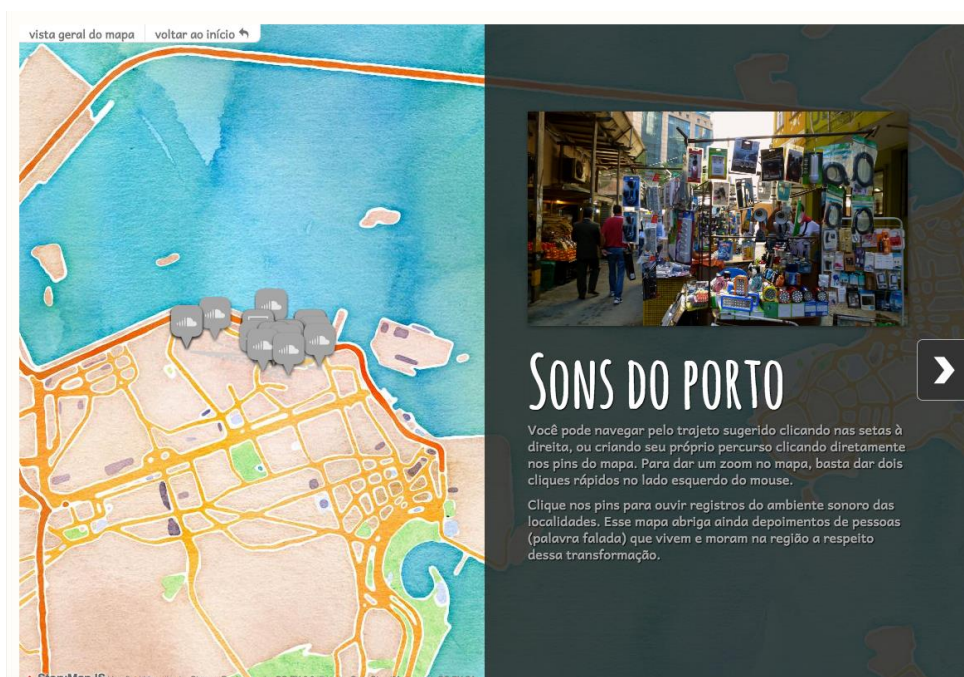 vista geral do mapa
voltar ao início
SONS DO PORTO
Você pode navegar pelo trajeto sugerido clicando nas setas à
direita, ou criando seu próprio percurso clicando diretamente
nos pins do mapa. Para dar um zoom no mapa, basta dar dois
cliques rápidos no lado esquerdo do mouse.
Clique nos pins para ouvir registros do ambiente sonoro das
localidades. Esse mapa abriga ainda depoimentos de pessoas
(palavra falada) que vivem e moram na região a respeito
dessa transformação.
StoryMap JS